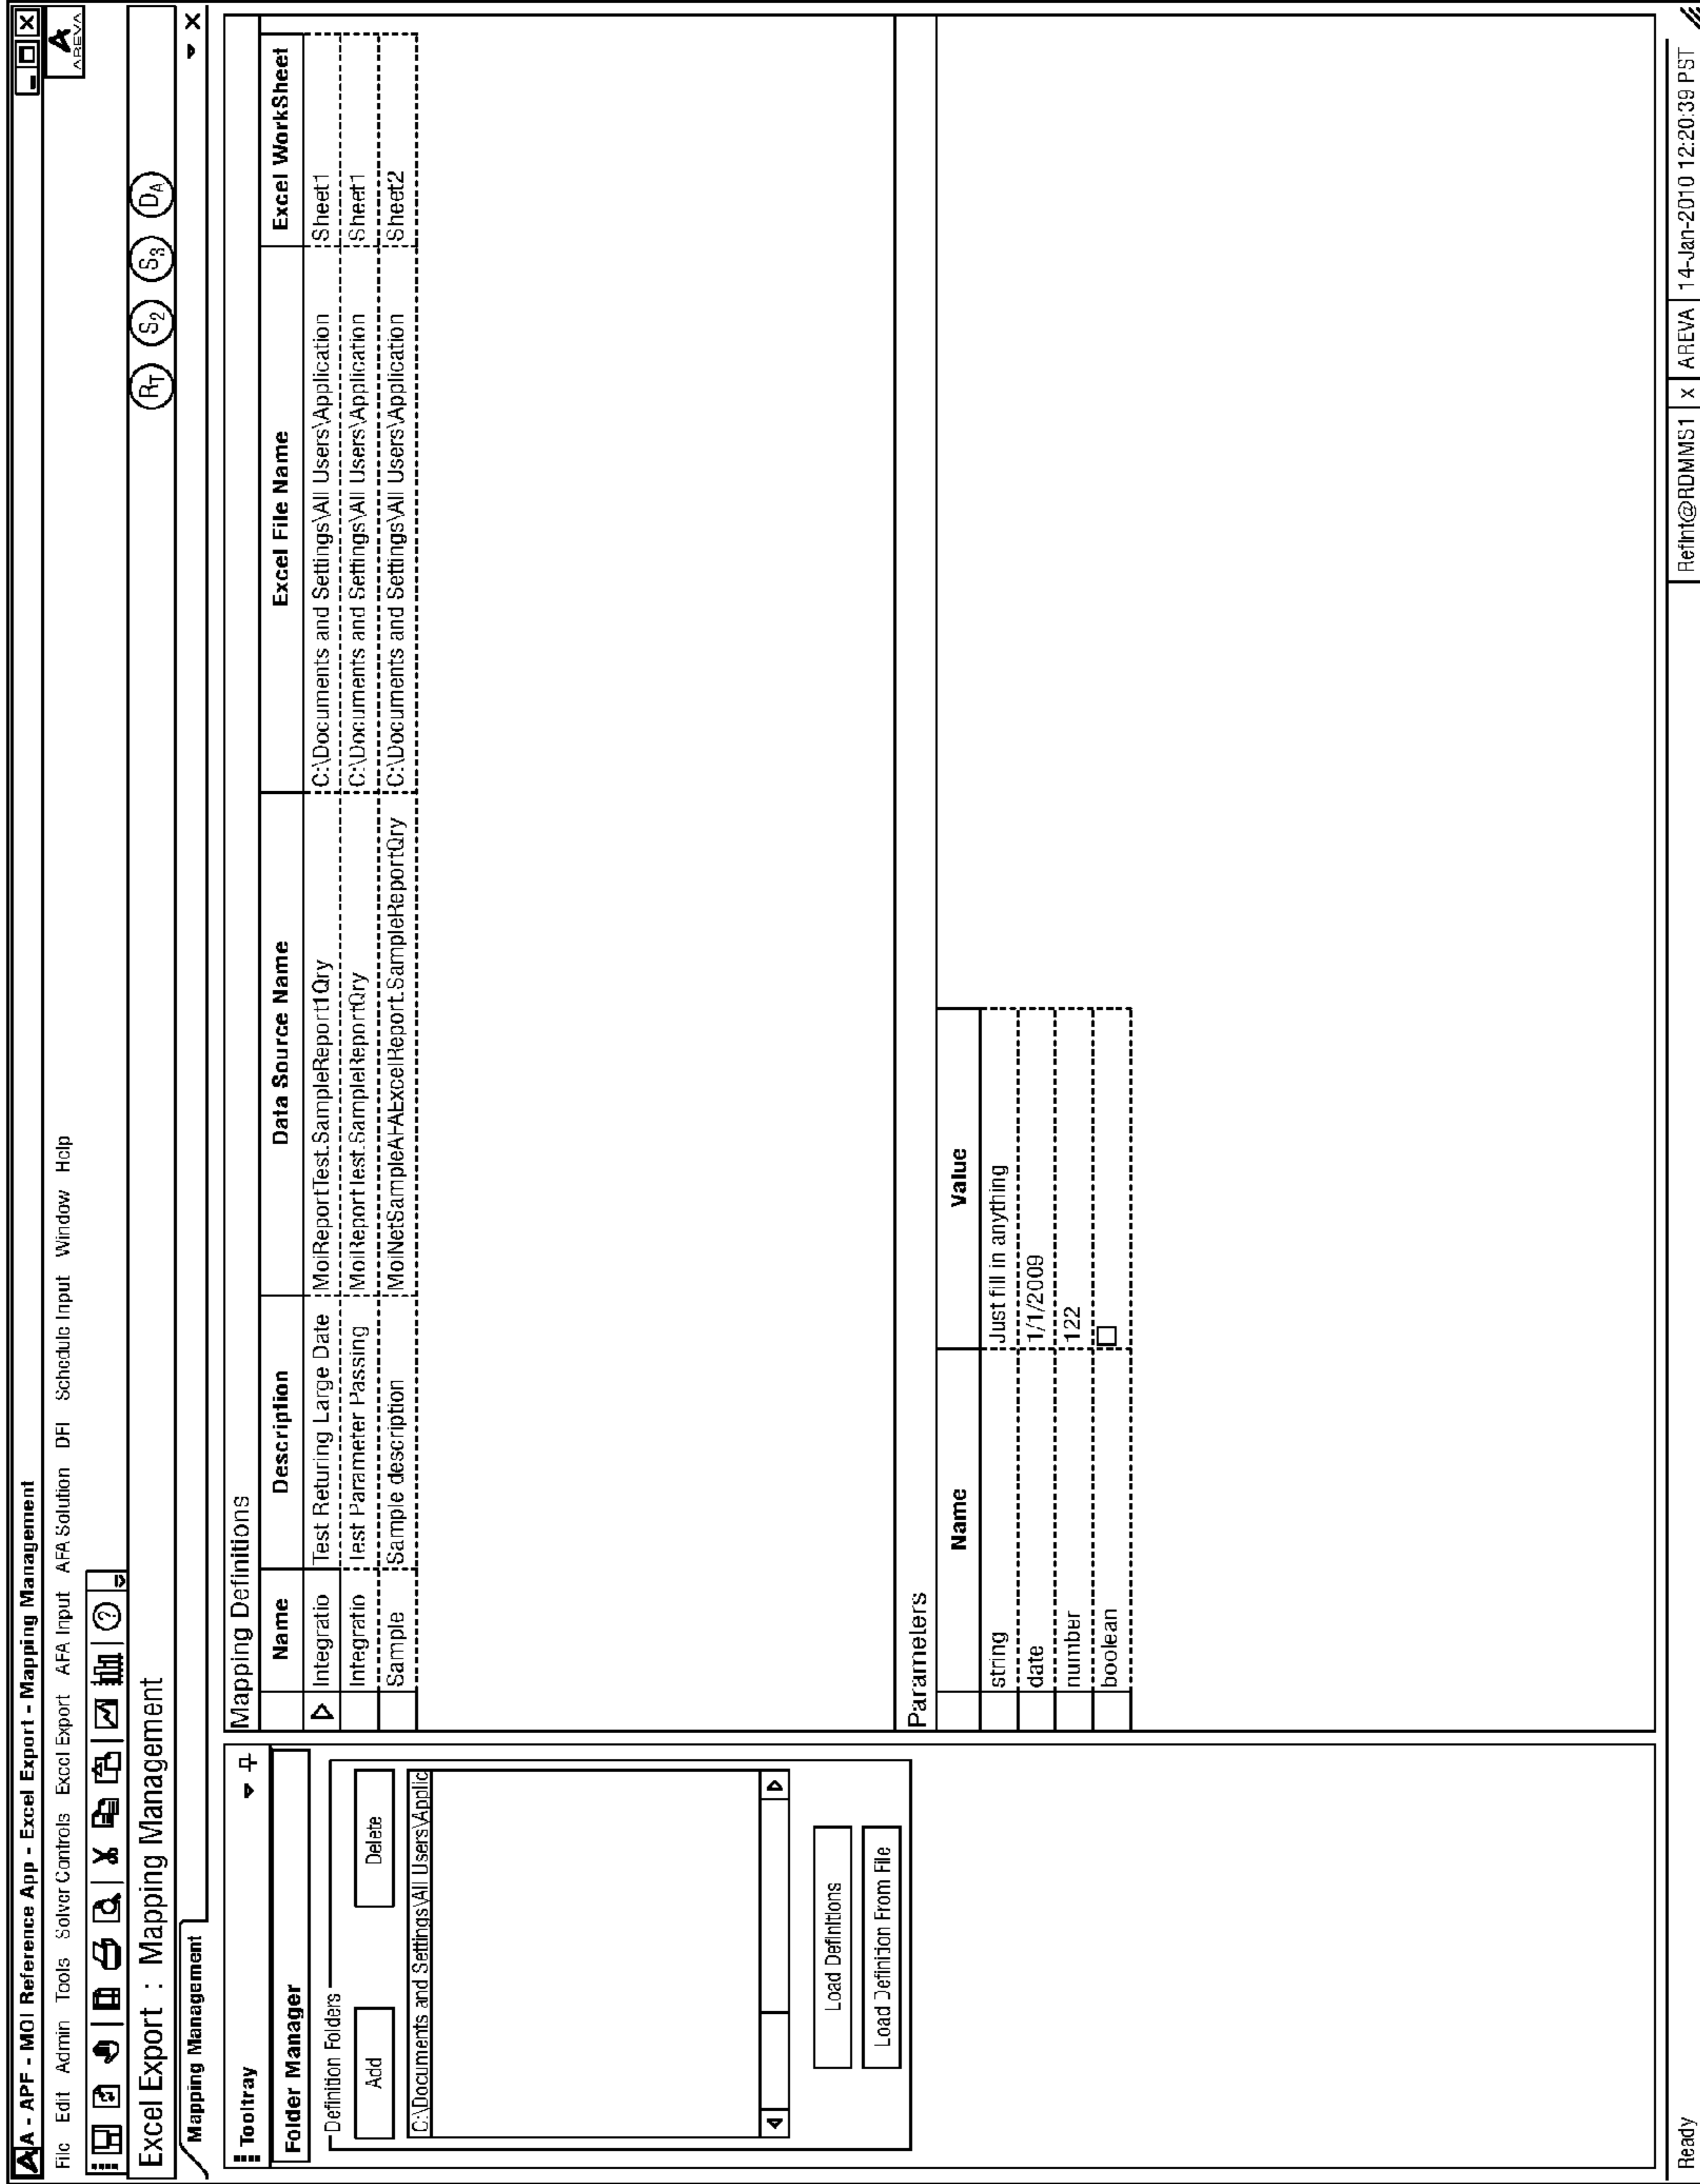 A - APF - MOI Reference App - Excel Export - Mapping Management
AREVA
File Edit Admin Tools Solver Controls Excel Export AFA Input AFA Solution DFI Schedule Input Window Help
Excel Export : Mapping Management
RT S2 S3 DA
Mapping Management
Tooltray
Folder Manager
Definition Folders
Add Delete
C:\Documents and Settings\All Users\Applic
Load Definitions
Load Definition From File
Mapping Definitions
Name Description Data Source Name Excel File Name Excel WorkSheet
Integratio Test Returing Large Date MoiReportTest.SampleReport1Qry C:\Documents and Settings\All Users\Application Sheet1
Integratio Test Parameter Passing MoiReportTest.SampleReportQry C:\Documents and Settings\All Users\Application Sheet1
Sample Sample description MoiNetSampleAFAExcelReport.SampleReportQry C:\Documents and Settings\All Users\Application Sheet2
Parameters
Name Value
string Just fill in anything
date 1/1/2009
number 122
boolean
Ready RefInt@RDMMS1 x AREVA 14-Jan-2010 12:20:39 PST